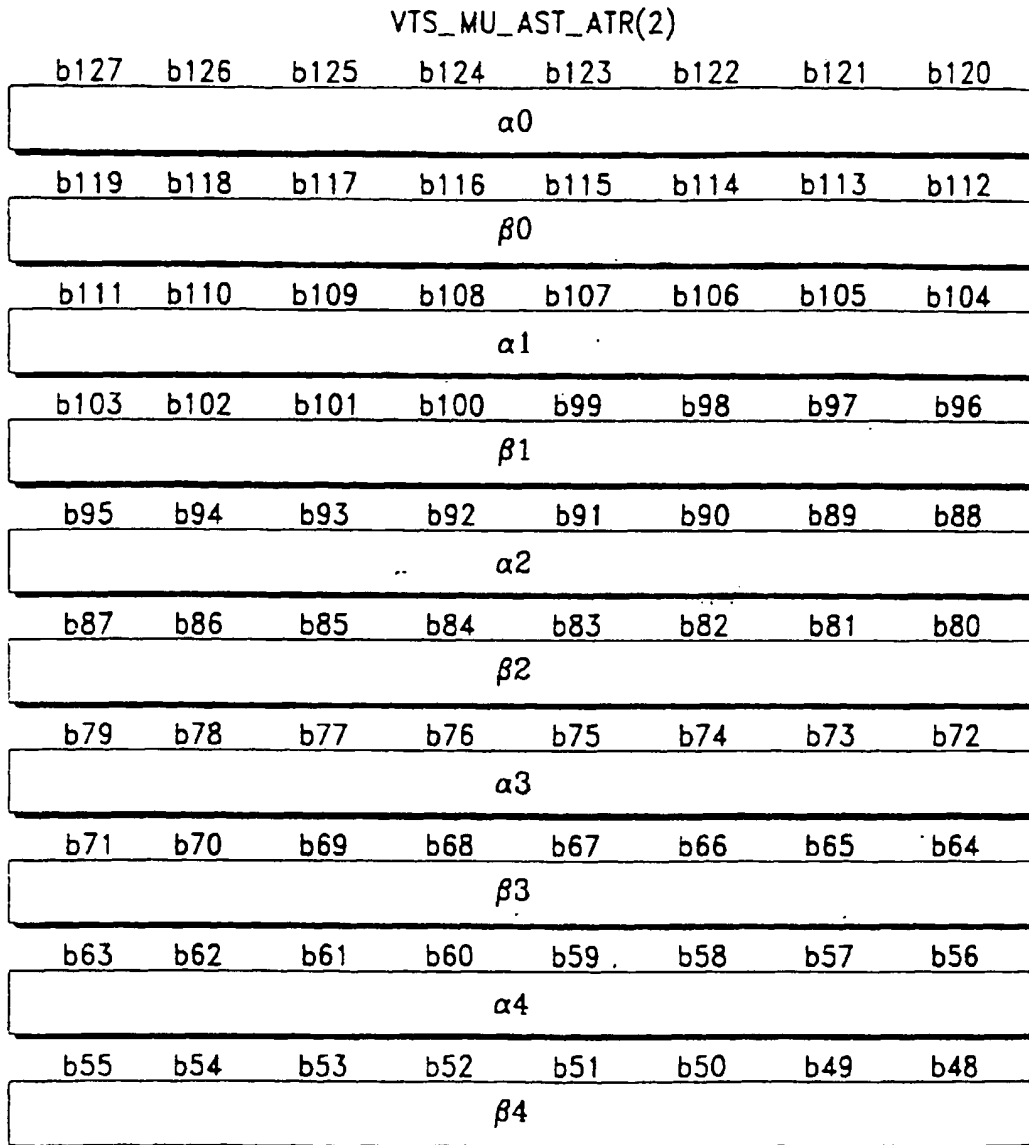 VTS_MU_AST_ATR(2)
b127 b126 b125 b124 b123 b122 b121 b120
α0
b119 b118 b117 b116 b115 b114 b113 b112
β0
b111 b110 b109 b108 b107 b106 b105 b104
α1
b103 b102 b101 b100 b99 b98 b97 b96
β1
b95 b94 b93 b92 b91 b90 b89 b88
α2
b87 b86 b85 b84 b83 b82 b81 b80
β2
b79 b78 b77 b76 b75 b74 b73 b72
α3
b71 b70 b69 b68 b67 b66 b65 b64
β3
b63 b62 b61 b60 b59 b58 b57 b56
α4
b55 b54 b53 b52 b51 b50 b49 b48
β4